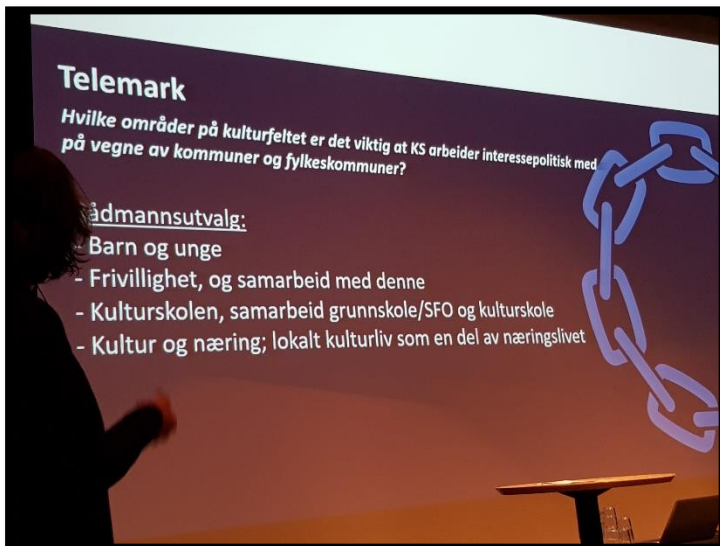 Telemark
Hvilke områder på kulturfeltet er det viktig at KS arbeider interessepolitisk med
på vegne av kommuner og fylkeskommuner?
ådmannsutvalg:
- Barn og unge
- Frivillighet, og samarbeid med denne
- Kulturskolen, samarbeid grunnskole/SFO og kulturskole
- Kultur og næring; lokalt kulturliv som en del av næringslivet